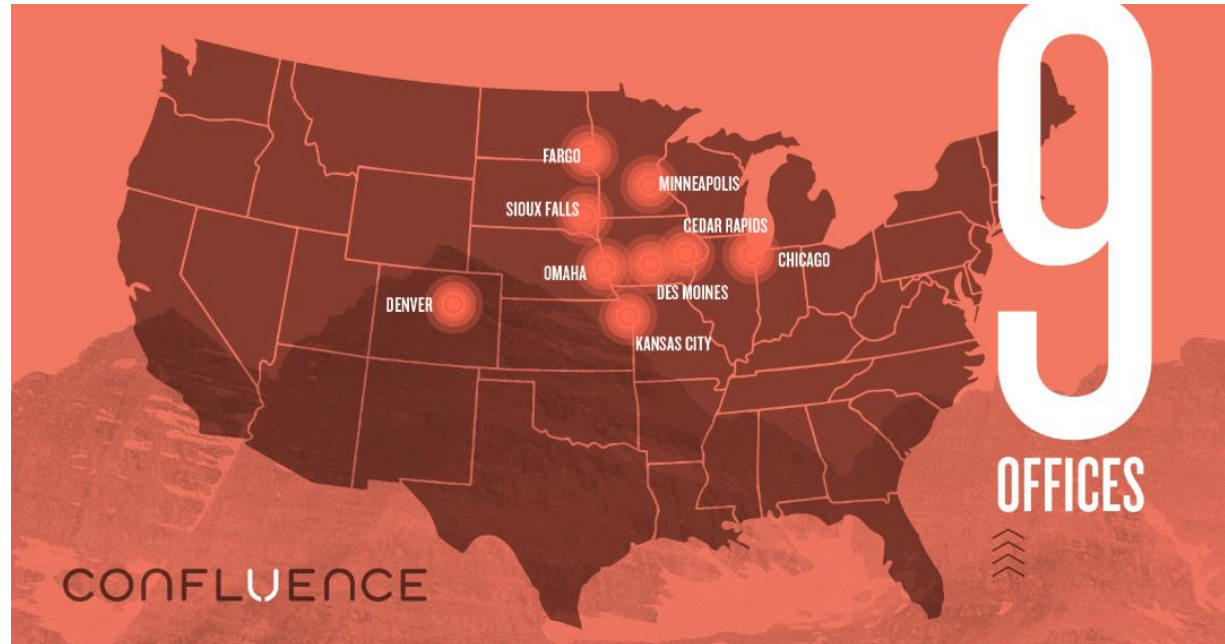 9
OFFICES
FARGO
MINNEAPOLIS
SIOUX FALLS
CEDAR RAPIDS
OMAHA
CHICAGO
DES MOINES
DENVER
KANSAS CITY
CONFLUENCE